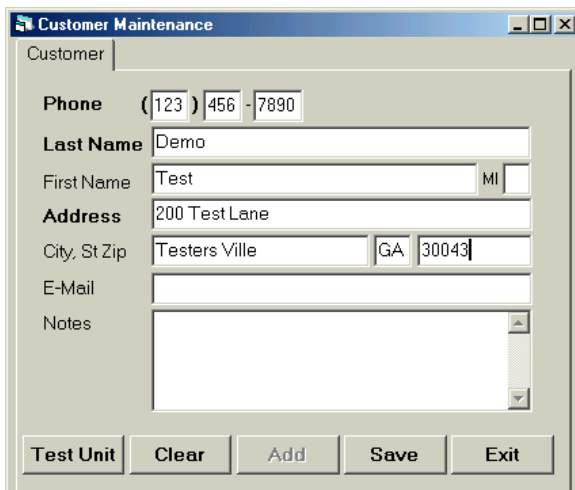 Customer Maintenance
Customer
Phone (123) 456 - 7890
Last Name Demo
First Name Test MI
Address 200 Test Lane
City, St Zip Testers Ville GA 30043
E-Mail
Notes
Test Unit Clear Add Save Exit